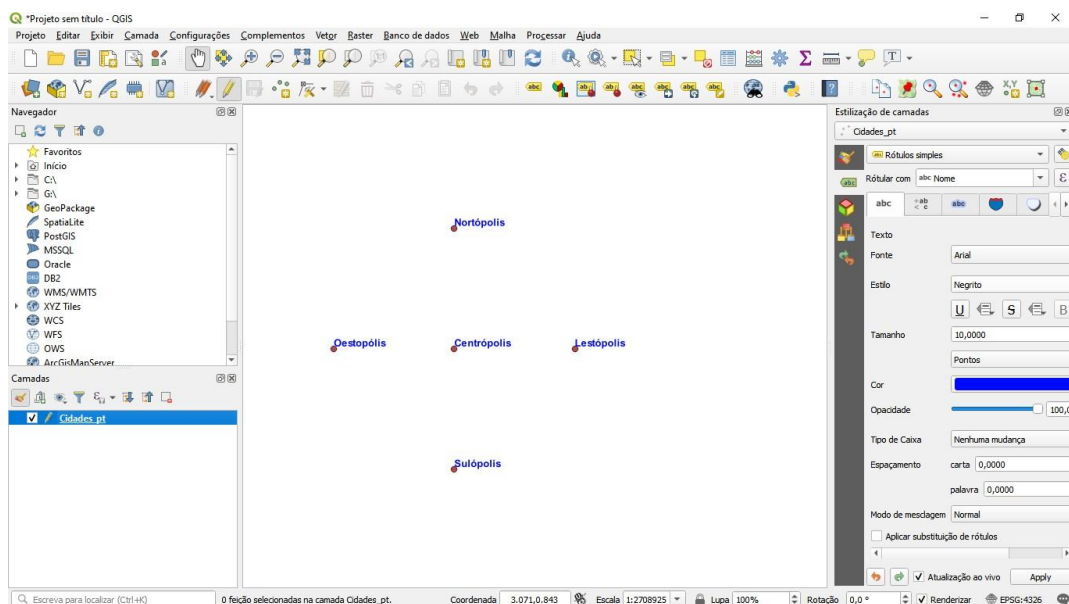 *Projeto sem título - QGIS
Projeto Editar Exibir Camada Configurações Complementos Vetor Raster Banco de dados Web Malha Processar Ajuda
Navegador
Favoritos
Início
C:\
G:\
GeoPackage
SpatiaLite
PostGIS
MSSQL
Oracle
DB2
WMS/WMTS
XYZ Tiles
WCS
WFS
OWS
ArcGisMapServer
Camadas
Cidades_pt
Nortópolis
Oestopólis
Centrópolis
Lestópolis
Sulópolis
Estilização de camadas
Cidades_pt
Rótulos simples
Rótular com abc Nome
abc
Texto
Fonte Arial
Estilo Negrito
U S B
Tamanho 10,0000
Pontos
Cor
Opacidade 100,0
Tipo de Caixa Nenhuma mudança
Espaçamento carta 0,0000
palavra 0,0000
Modo de mesclagem Normal
Aplicar substituição de rótulos
Atualização ao vivo Apply
Escreva para localizar (Ctrl+K) 0 feição selecionadas na camada Cidades_pt. Coordenada 3.071,0.843 Escala 1:2708925 Lupa 100% Rotação 0,0 ° Renderizar EPSG:4326